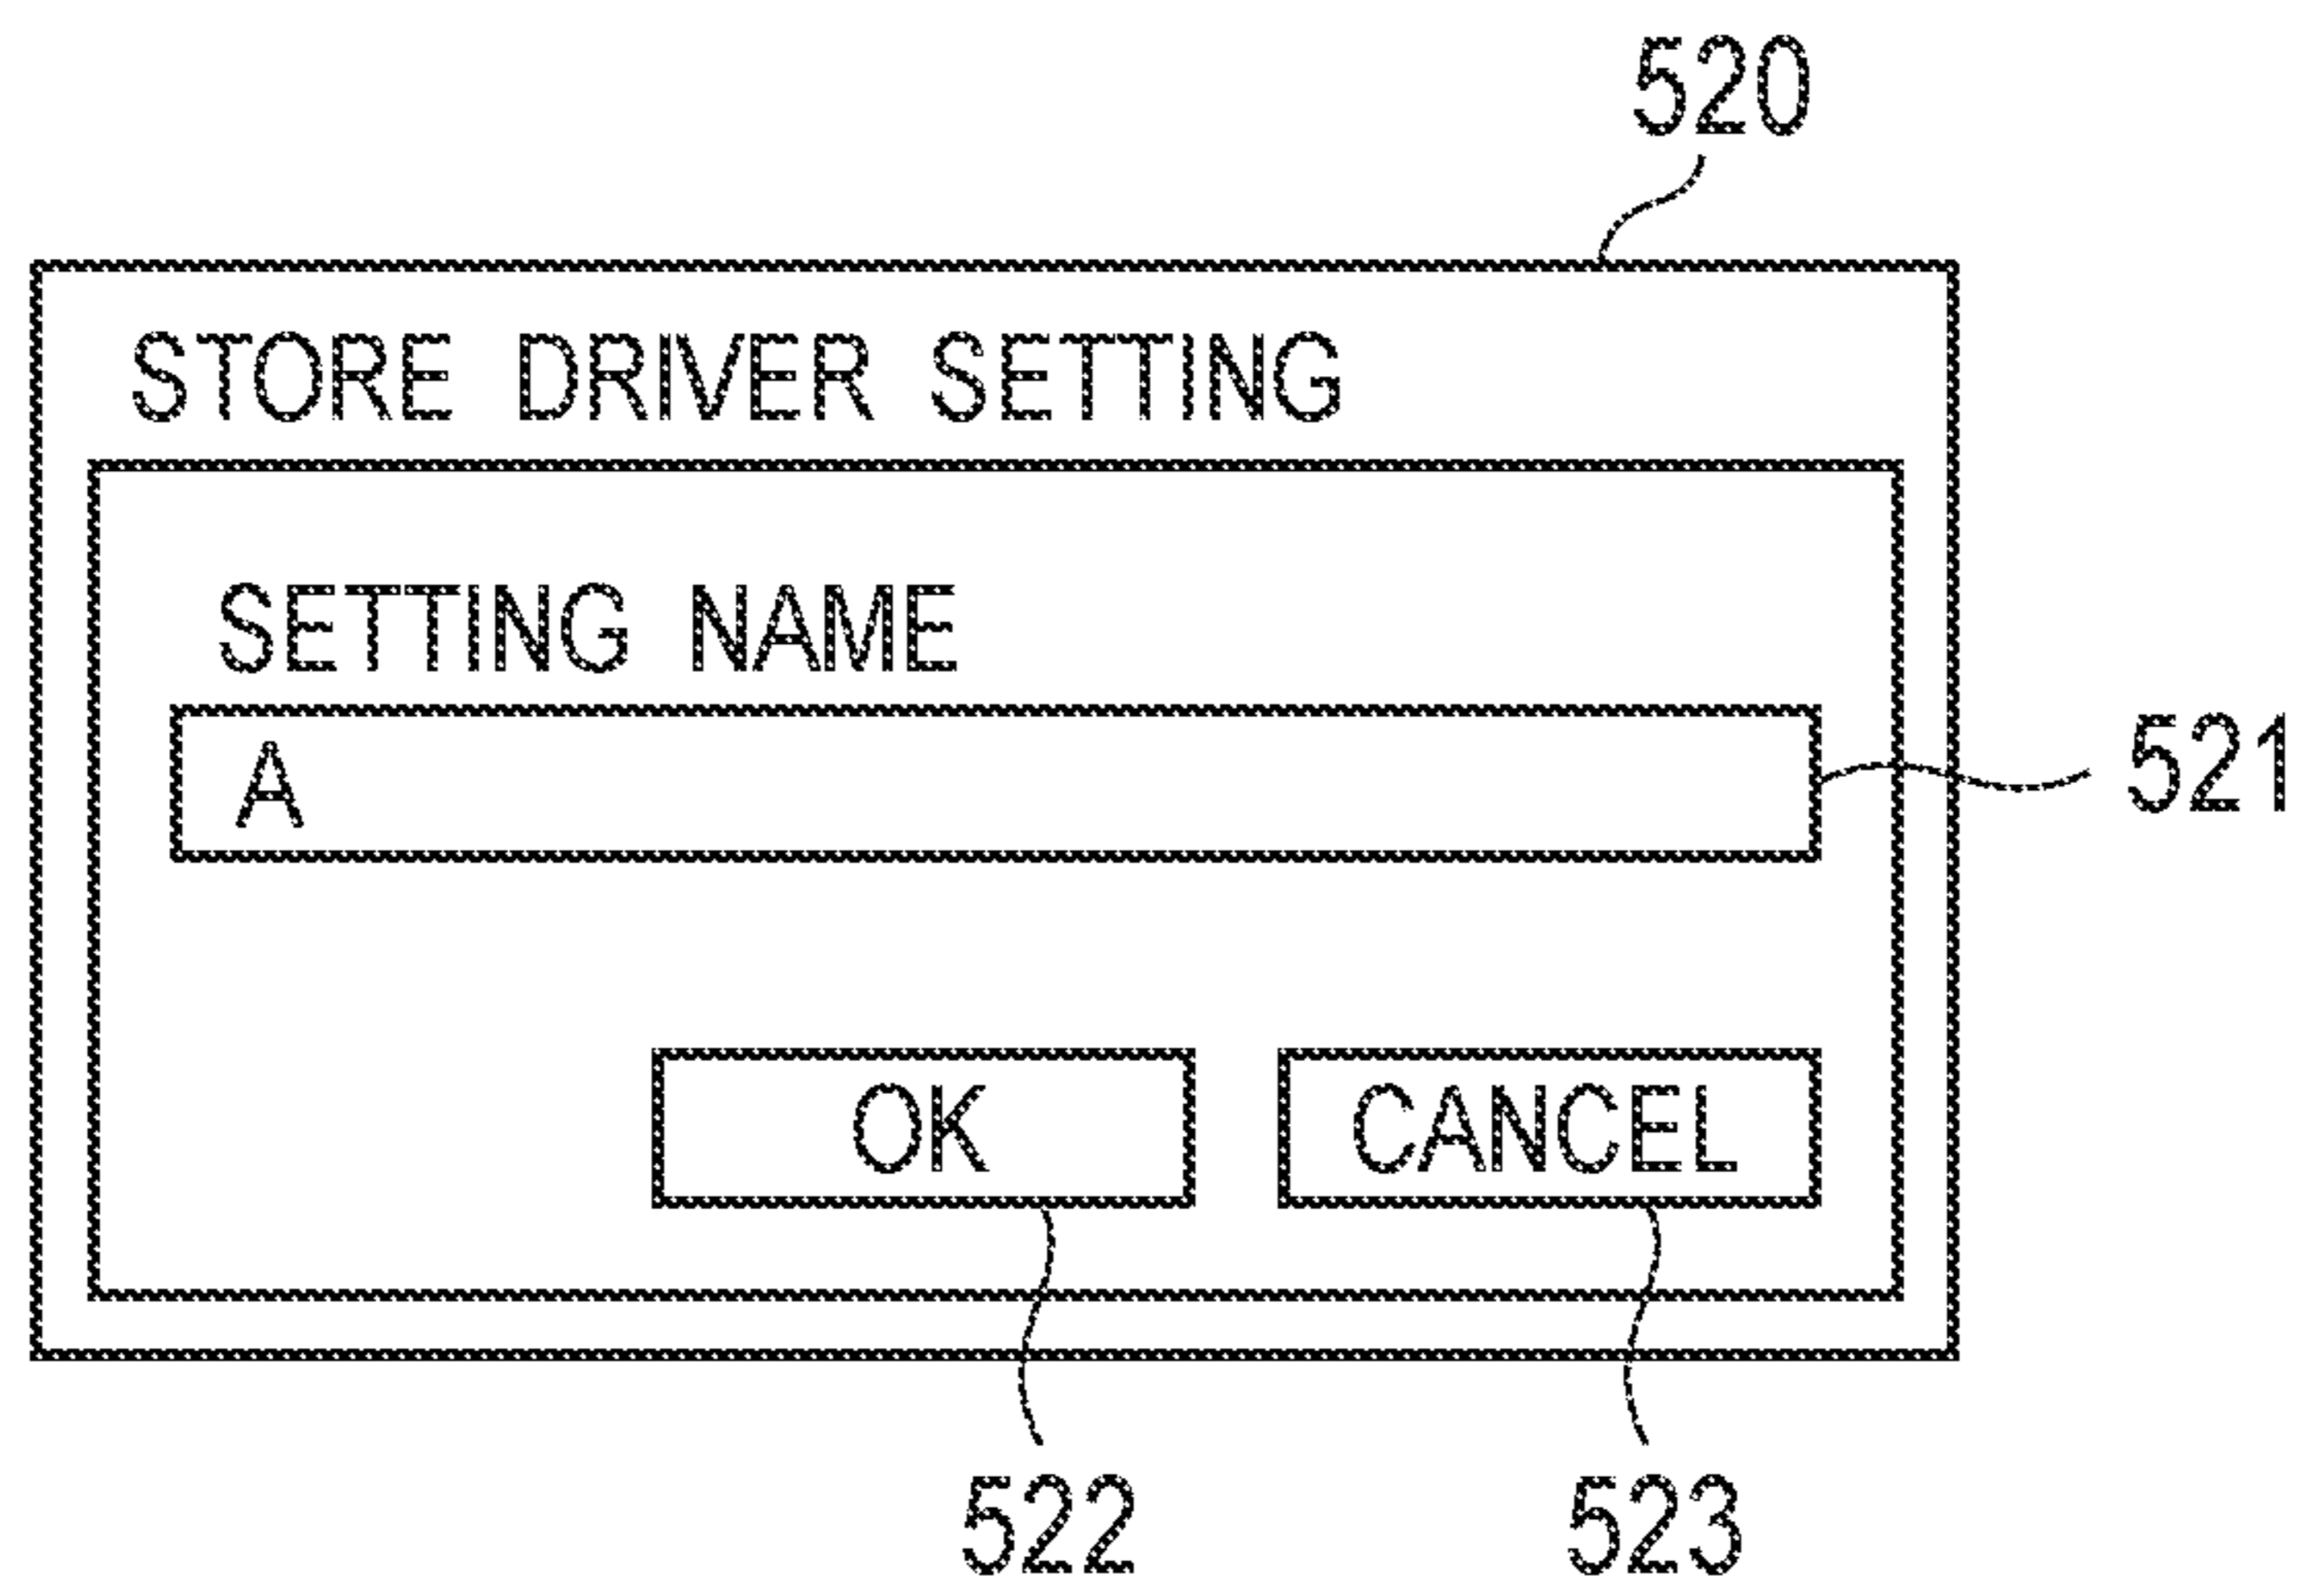 520
STORE DRIVER SETTING
SETTING NAME
A
521
OK CANCEL
522 523